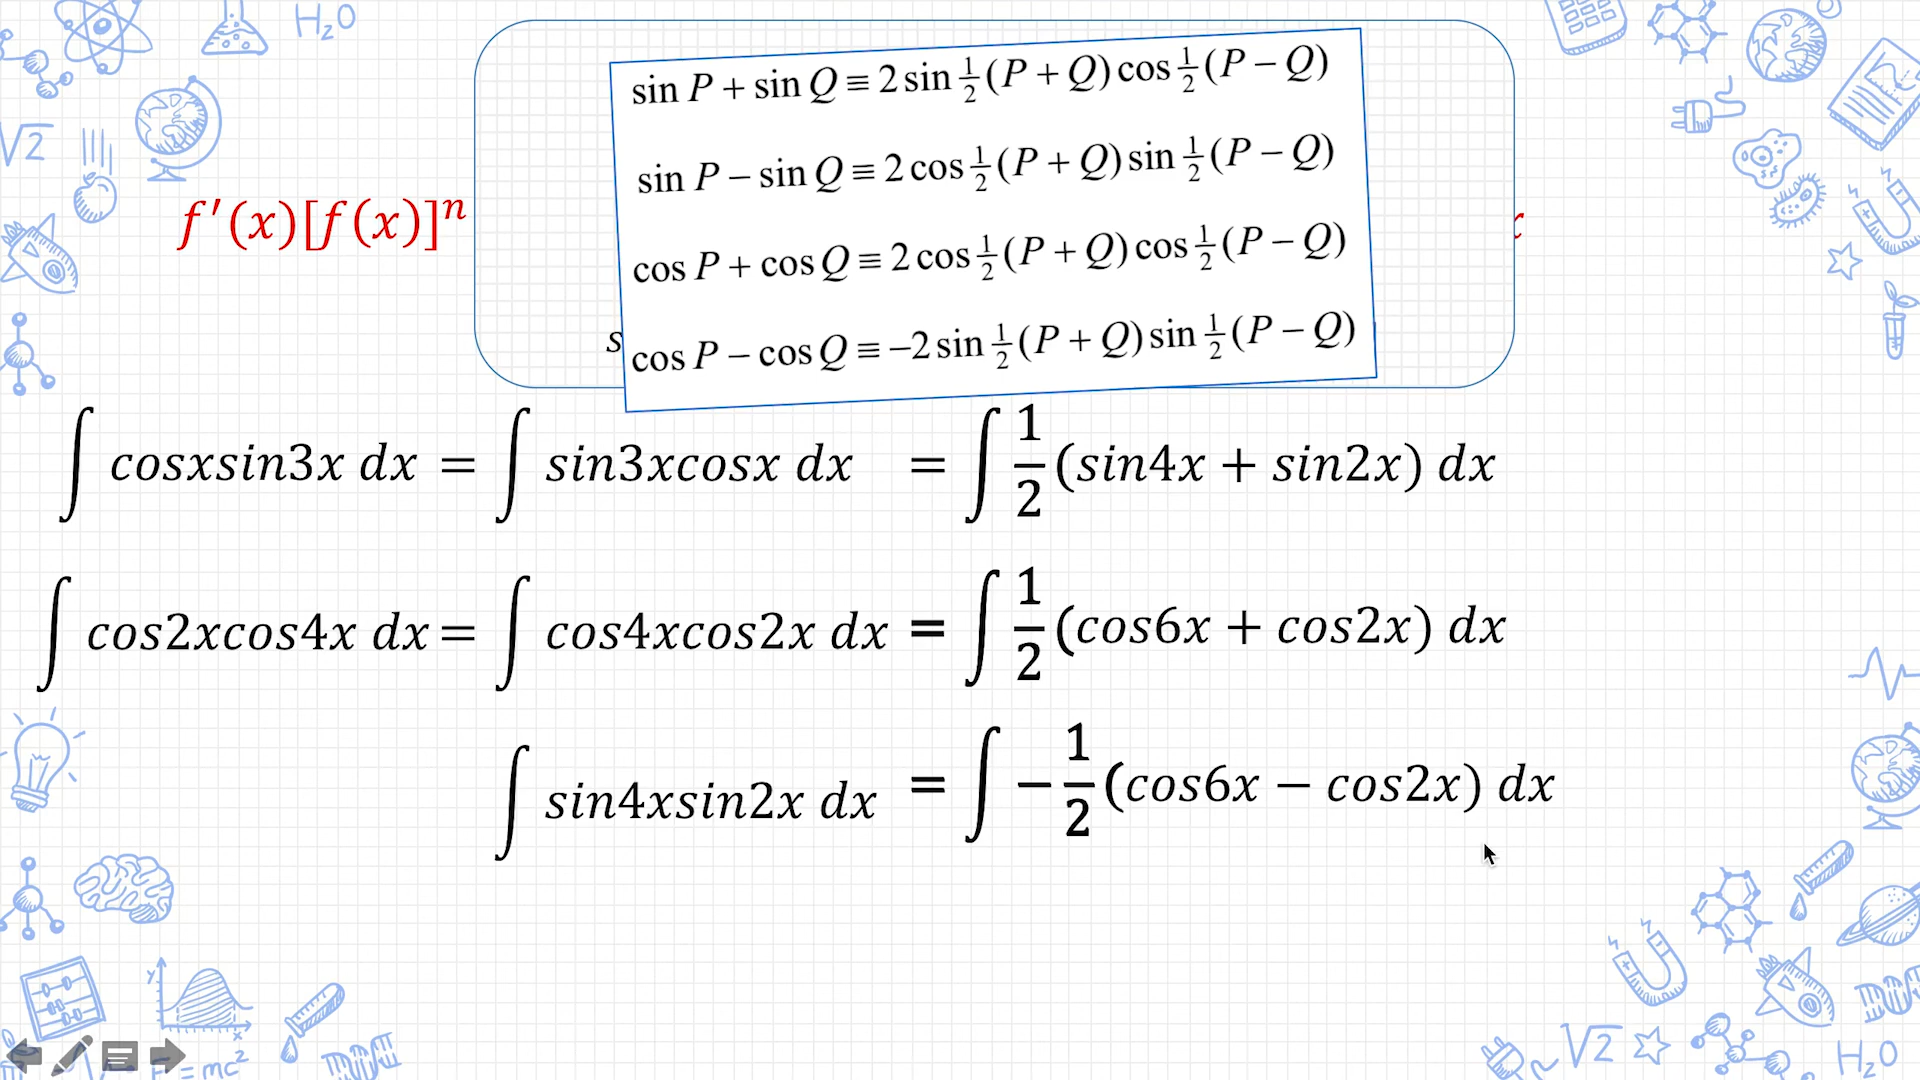 H₂O
sin P + sin Q ≡ 2 sin ½ (P + Q) cos ½ (P − Q)
√2
sin P − sin Q ≡ 2 cos ½ (P + Q) sin ½ (P − Q)
f′(x)[f(x)]ⁿ
cos P + cos Q ≡ 2 cos ½ (P + Q) cos ½ (P − Q)
s
cos P − cos Q ≡ −2 sin ½ (P + Q) sin ½ (P − Q)
∫ cosxsin3x dx = ∫ sin3xcosx dx = ∫ ½ (sin4x + sin2x) dx
∫ cos2xcos4x dx = ∫ cos4xcos2x dx = ∫ ½ (cos6x + cos2x) dx
∫ sin4xsin2x dx = ∫ −½ (cos6x − cos2x) dx
y
x
= mc²
√2
H₂O